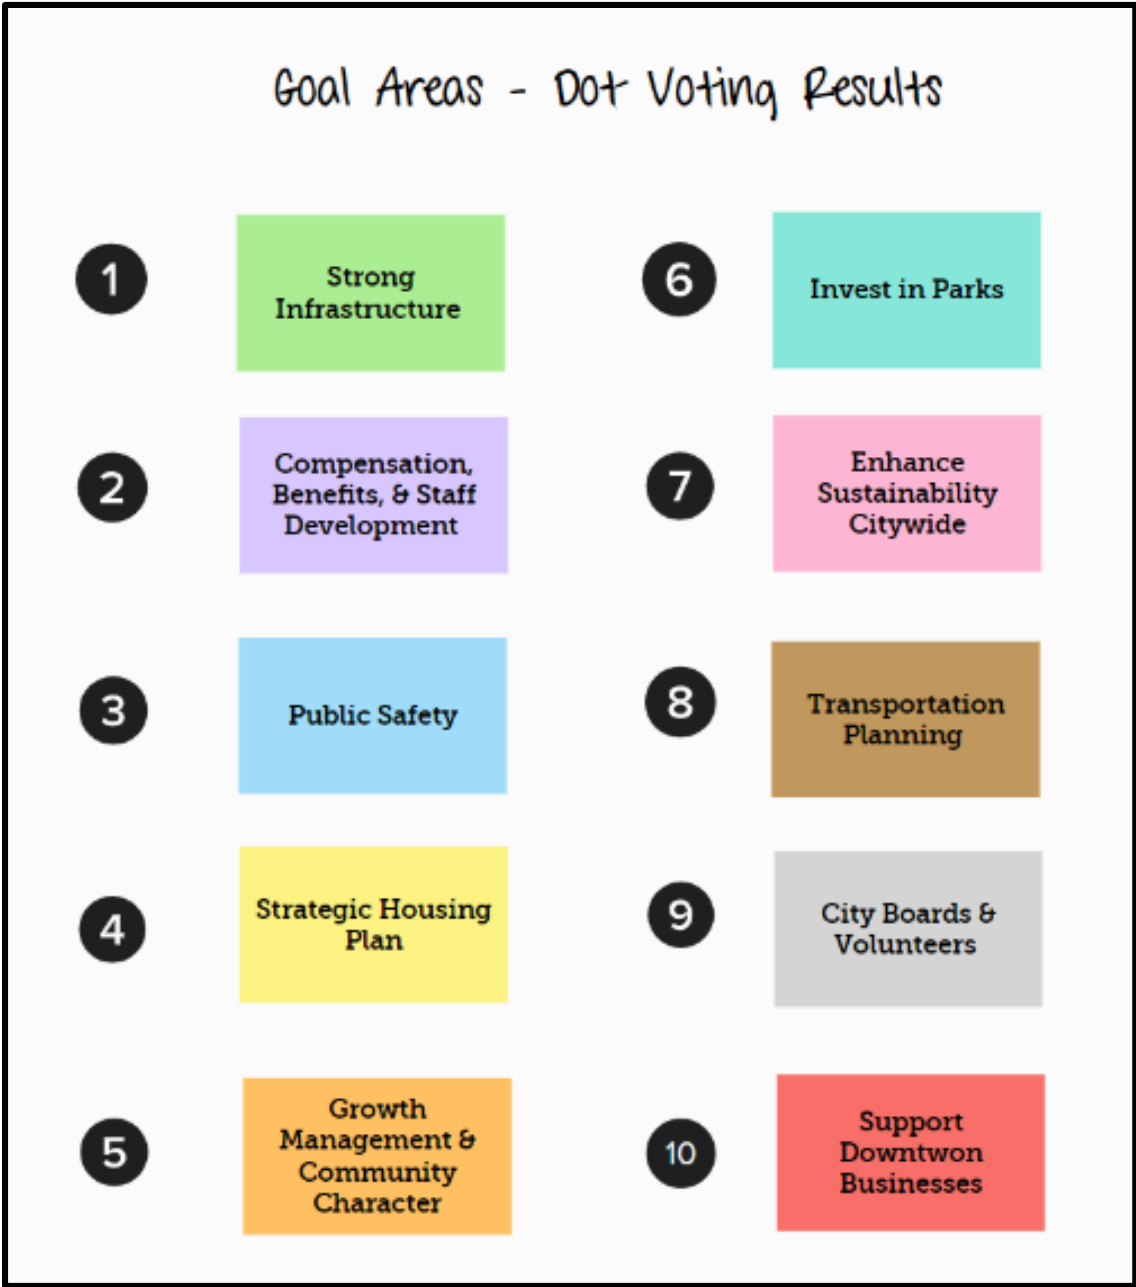 Goal Areas - Dot Voting Results
1
Strong
Infrastructure
2
Compensation,
Benefits, & Staff
Development
3
Public Safety
4
Strategic Housing
Plan
5
Growth
Management &
Community
Character
6
Invest in Parks
7
Enhance
Sustainability
Citywide
8
Transportation
Planning
9
City Boards &
Volunteers
10
Support
Downtwon
Businesses